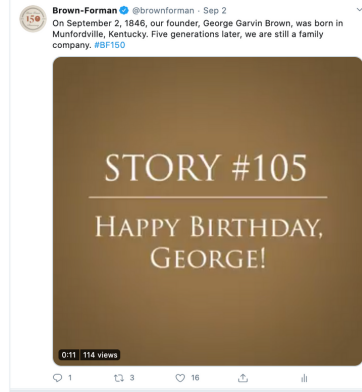 Brown-Forman @brownforman · Sep 2
On September 2, 1846, our founder, George Garvin Brown, was born in
Munfordville, Kentucky. Five generations later, we are still a family
company. #BF150
STORY #105
HAPPY BIRTHDAY,
GEORGE!
0:11 114 views
1 3 16